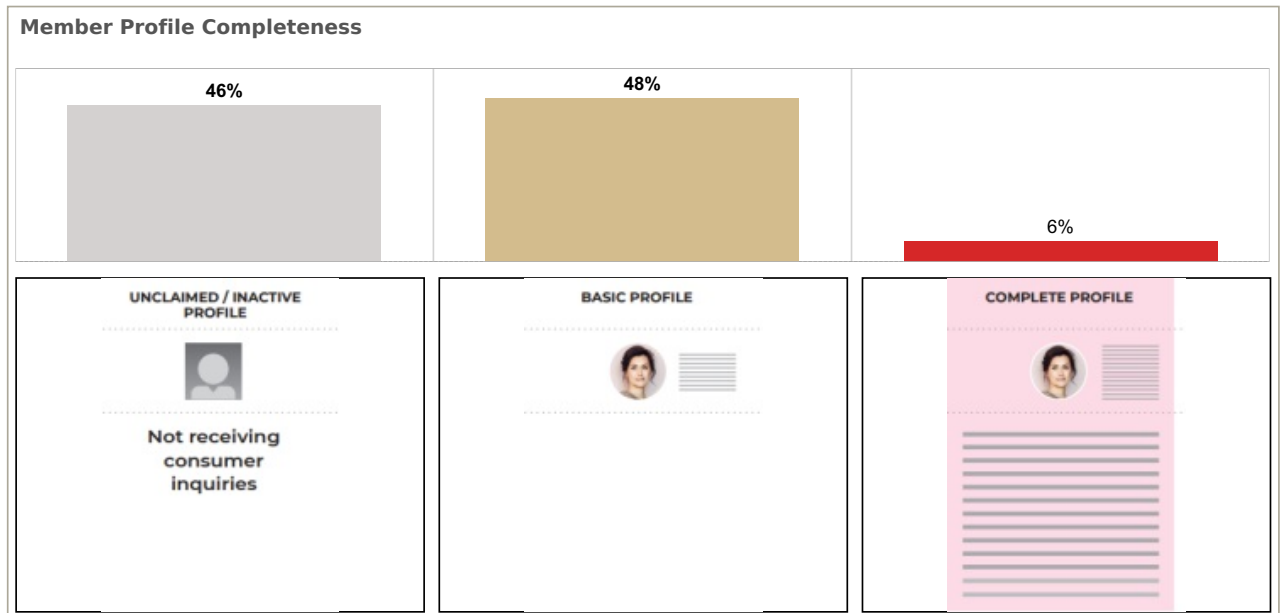 Member Profile Completeness
46%
48%
6%
UNCLAIMED / INACTIVE
PROFILE
Not receiving
consumer
inquiries
BASIC PROFILE
COMPLETE PROFILE